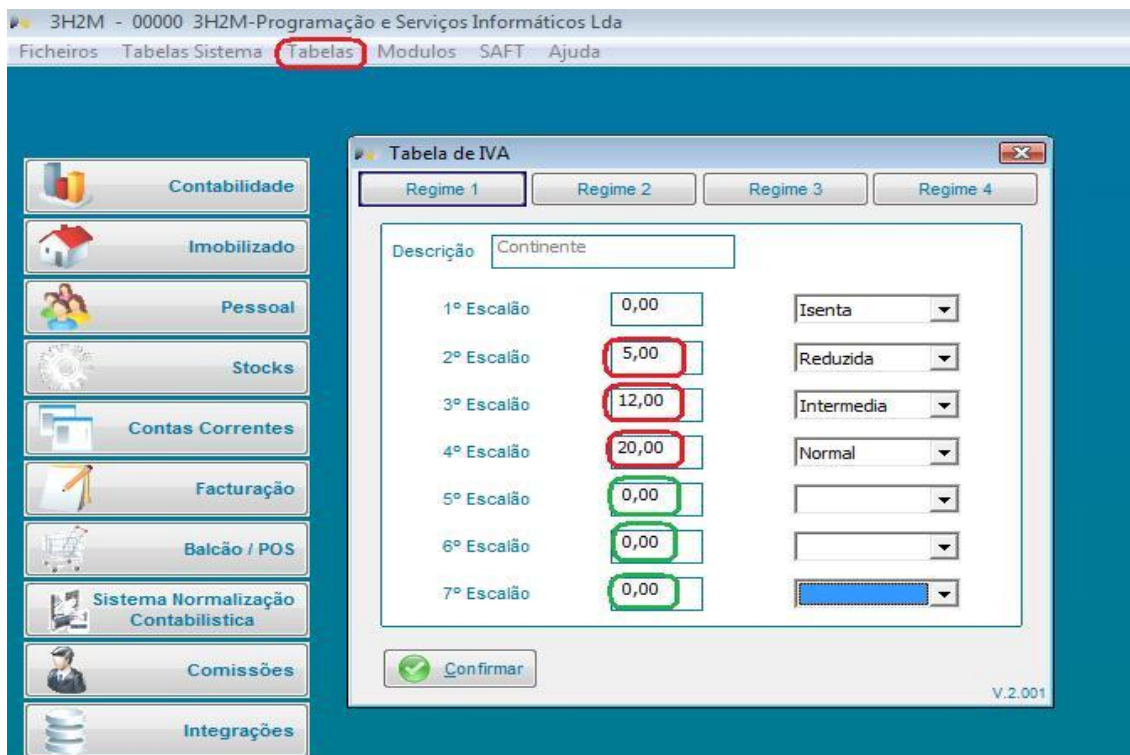 3H2M - 00000 3H2M-Programação e Serviços Informáticos Lda
Ficheiros Tabelas Sistema Tabelas Modulos SAFT Ajuda
Contabilidade
Imobilizado
Pessoal
Stocks
Contas Correntes
Facturação
Balcão / POS
Sistema Normalização
Contabilistica
Comissões
Integrações
Tabela de IVA
Regime 1 Regime 2 Regime 3 Regime 4
Descrição Continente
1º Escalão 0,00 Isenta
2º Escalão 5,00 Reduzida
3º Escalão 12,00 Intermedia
4º Escalão 20,00 Normal
5º Escalão 0,00
6º Escalão 0,00
7º Escalão 0,00
Confirmar
V.2.001